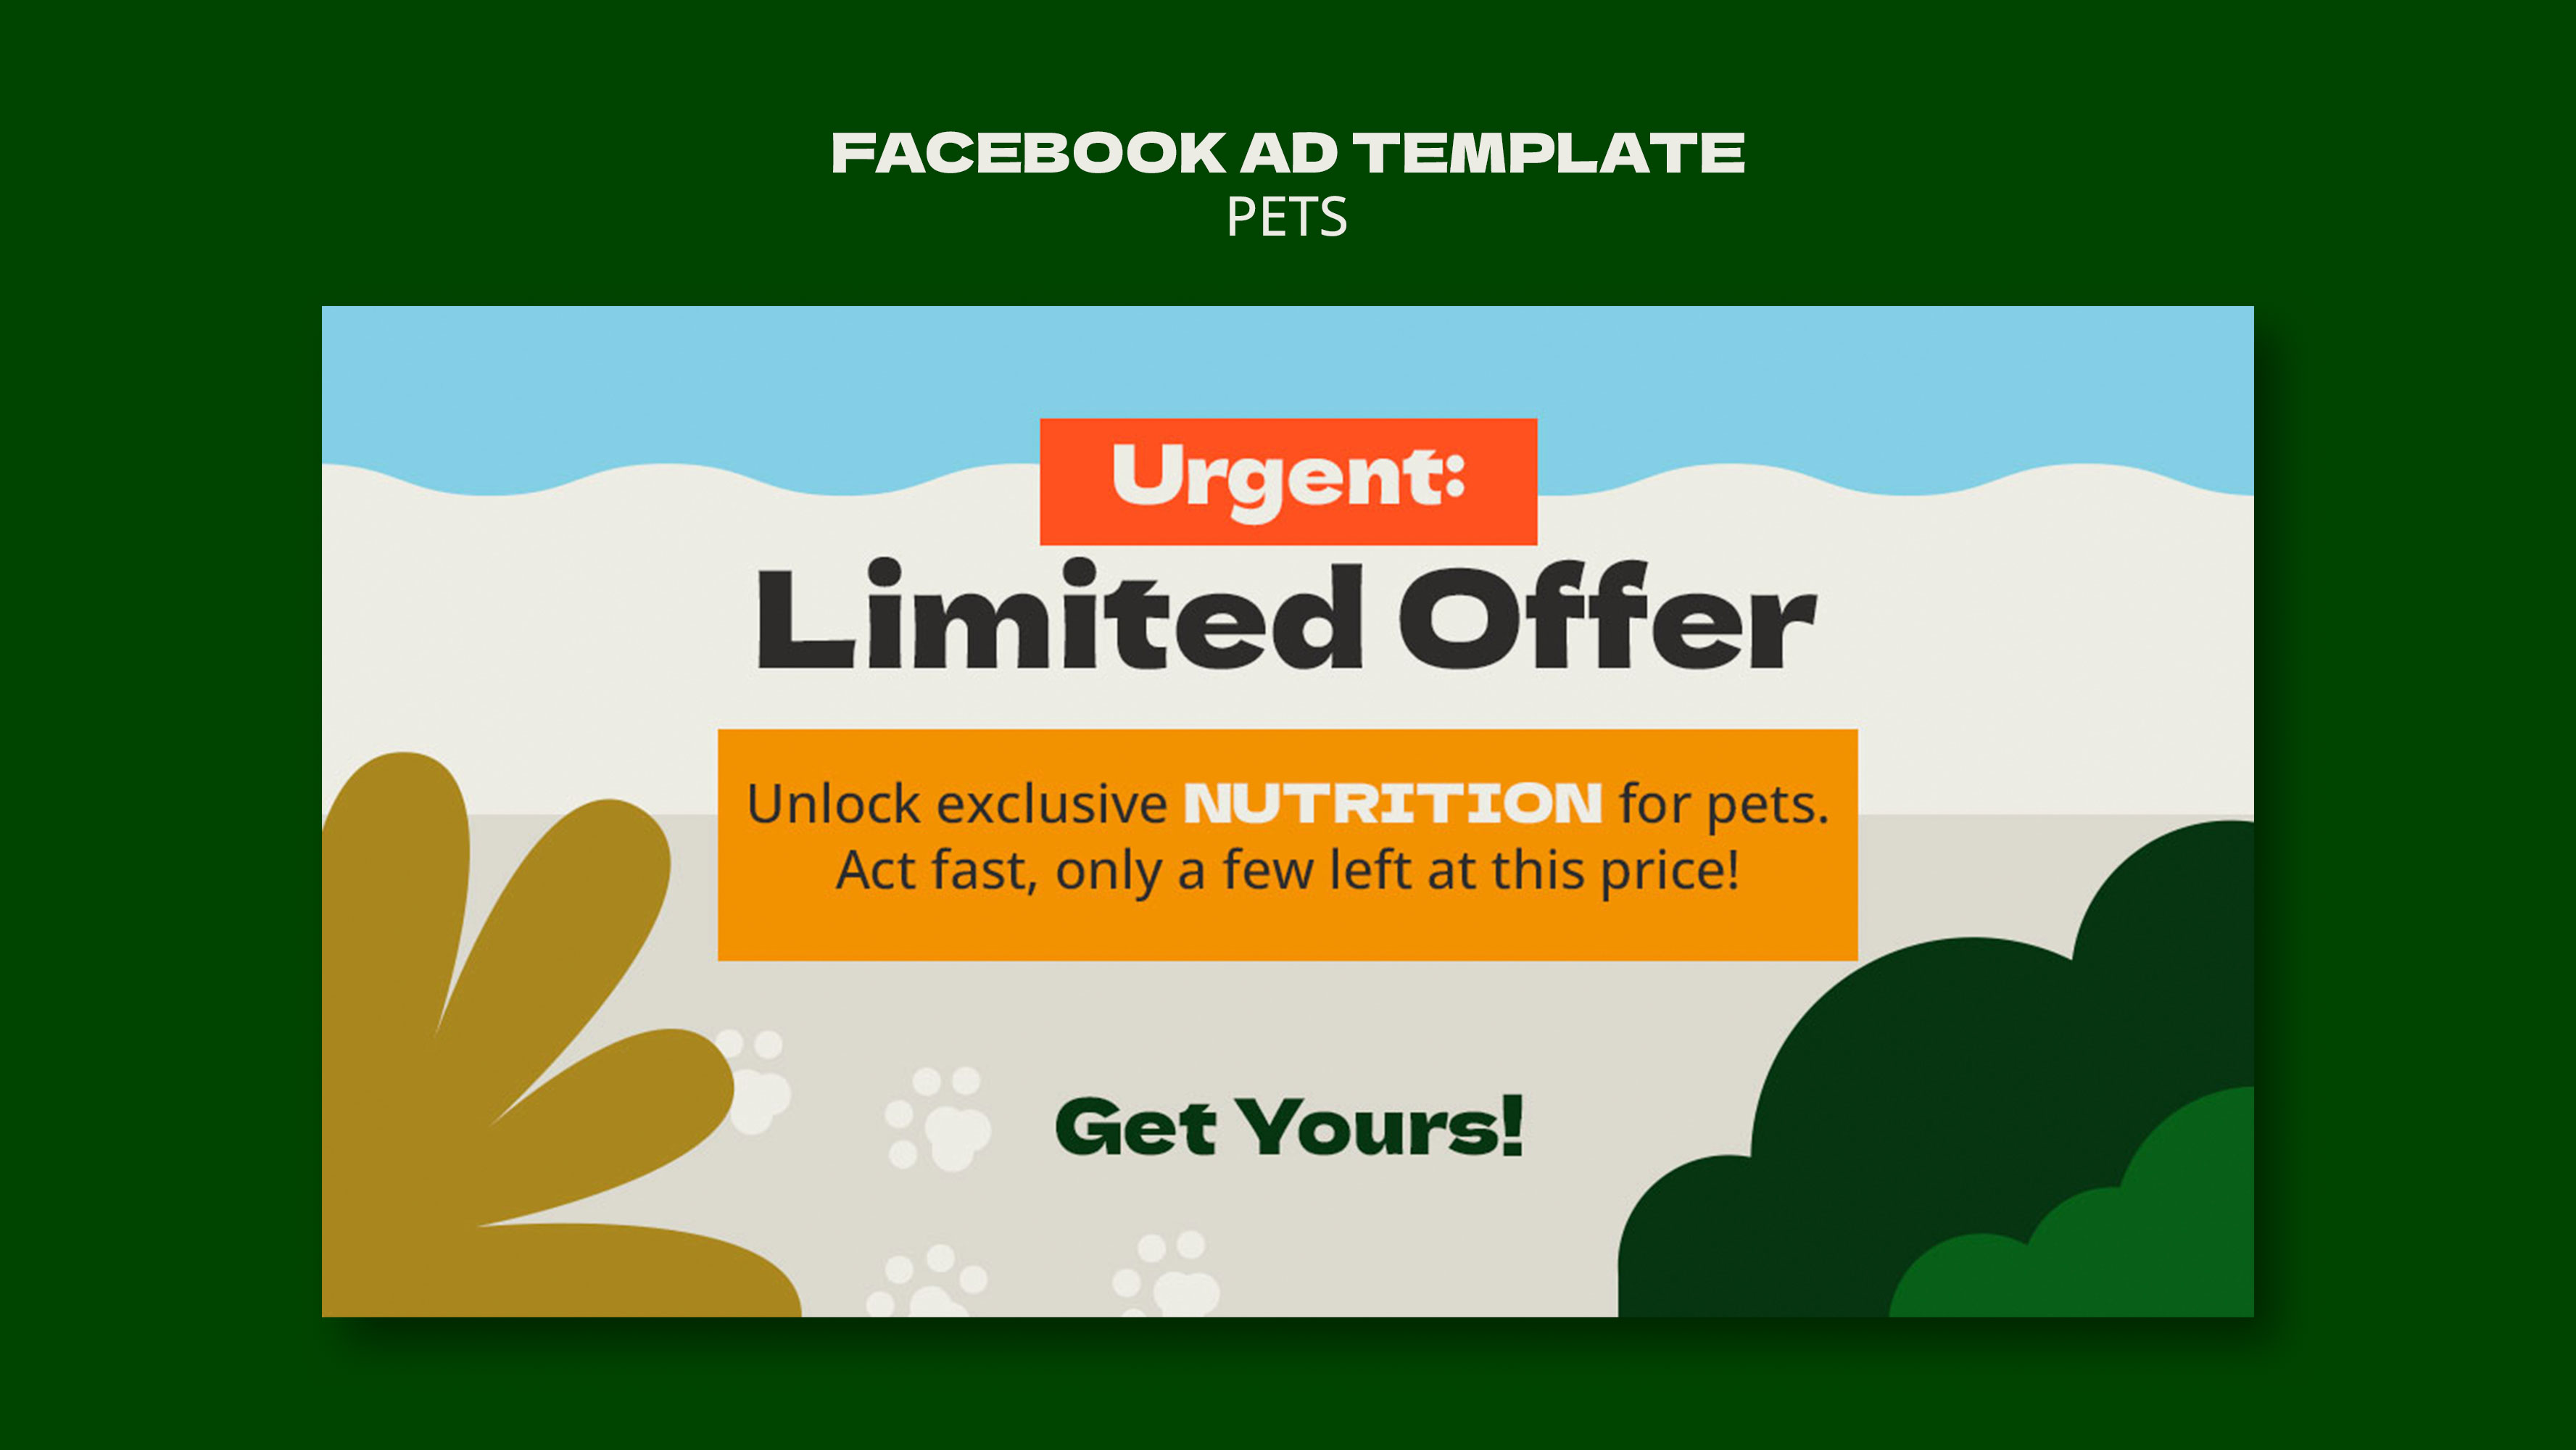 FACEBOOK AD TEMPLATE
PETS
Urgent:
Limited Offer
Unlock exclusive NUTRITION for pets.
Act fast, only a few left at this price!
Get Yours!